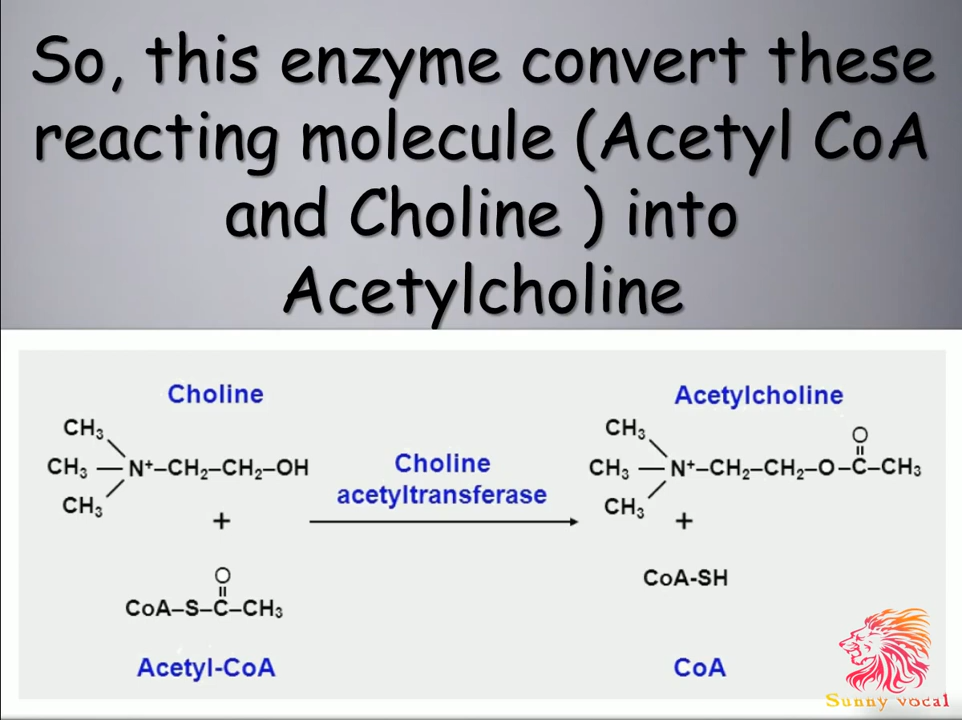 So, this enzyme convert these
reacting molecule (Acetyl CoA
and Choline ) into
Acetylcholine
Choline
CH₃
CH₃ — N⁺–CH₂–CH₂–OH
CH₃
+
O
CoA–S–C–CH₃
Acetyl-CoA
Choline
acetyltransferase
Acetylcholine
CH₃
O
CH₃ — N⁺–CH₂–CH₂–O–C–CH₃
CH₃
+
CoA-SH
CoA
Sunny vocal